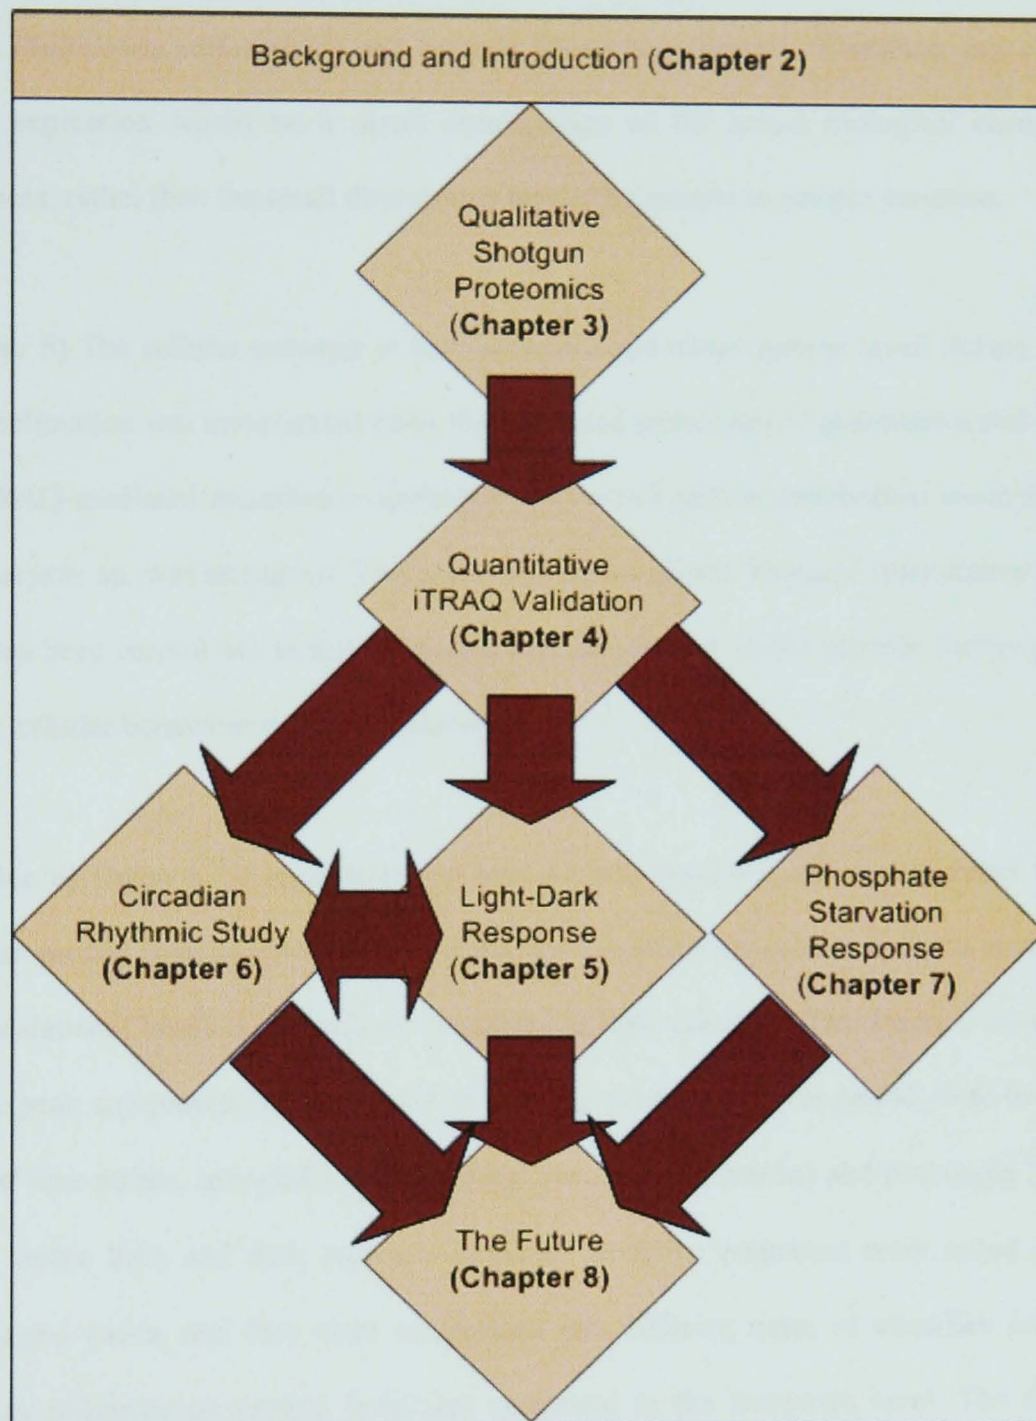 Background and Introduction (Chapter 2)
Qualitative
Shotgun
Proteomics
(Chapter 3)
Quantitative
iTRAQ Validation
(Chapter 4)
Circadian
Rhythmic Study
(Chapter 6)
Light-Dark
Response
(Chapter 5)
Phosphate
Starvation
Response
(Chapter 7)
The Future
(Chapter 8)